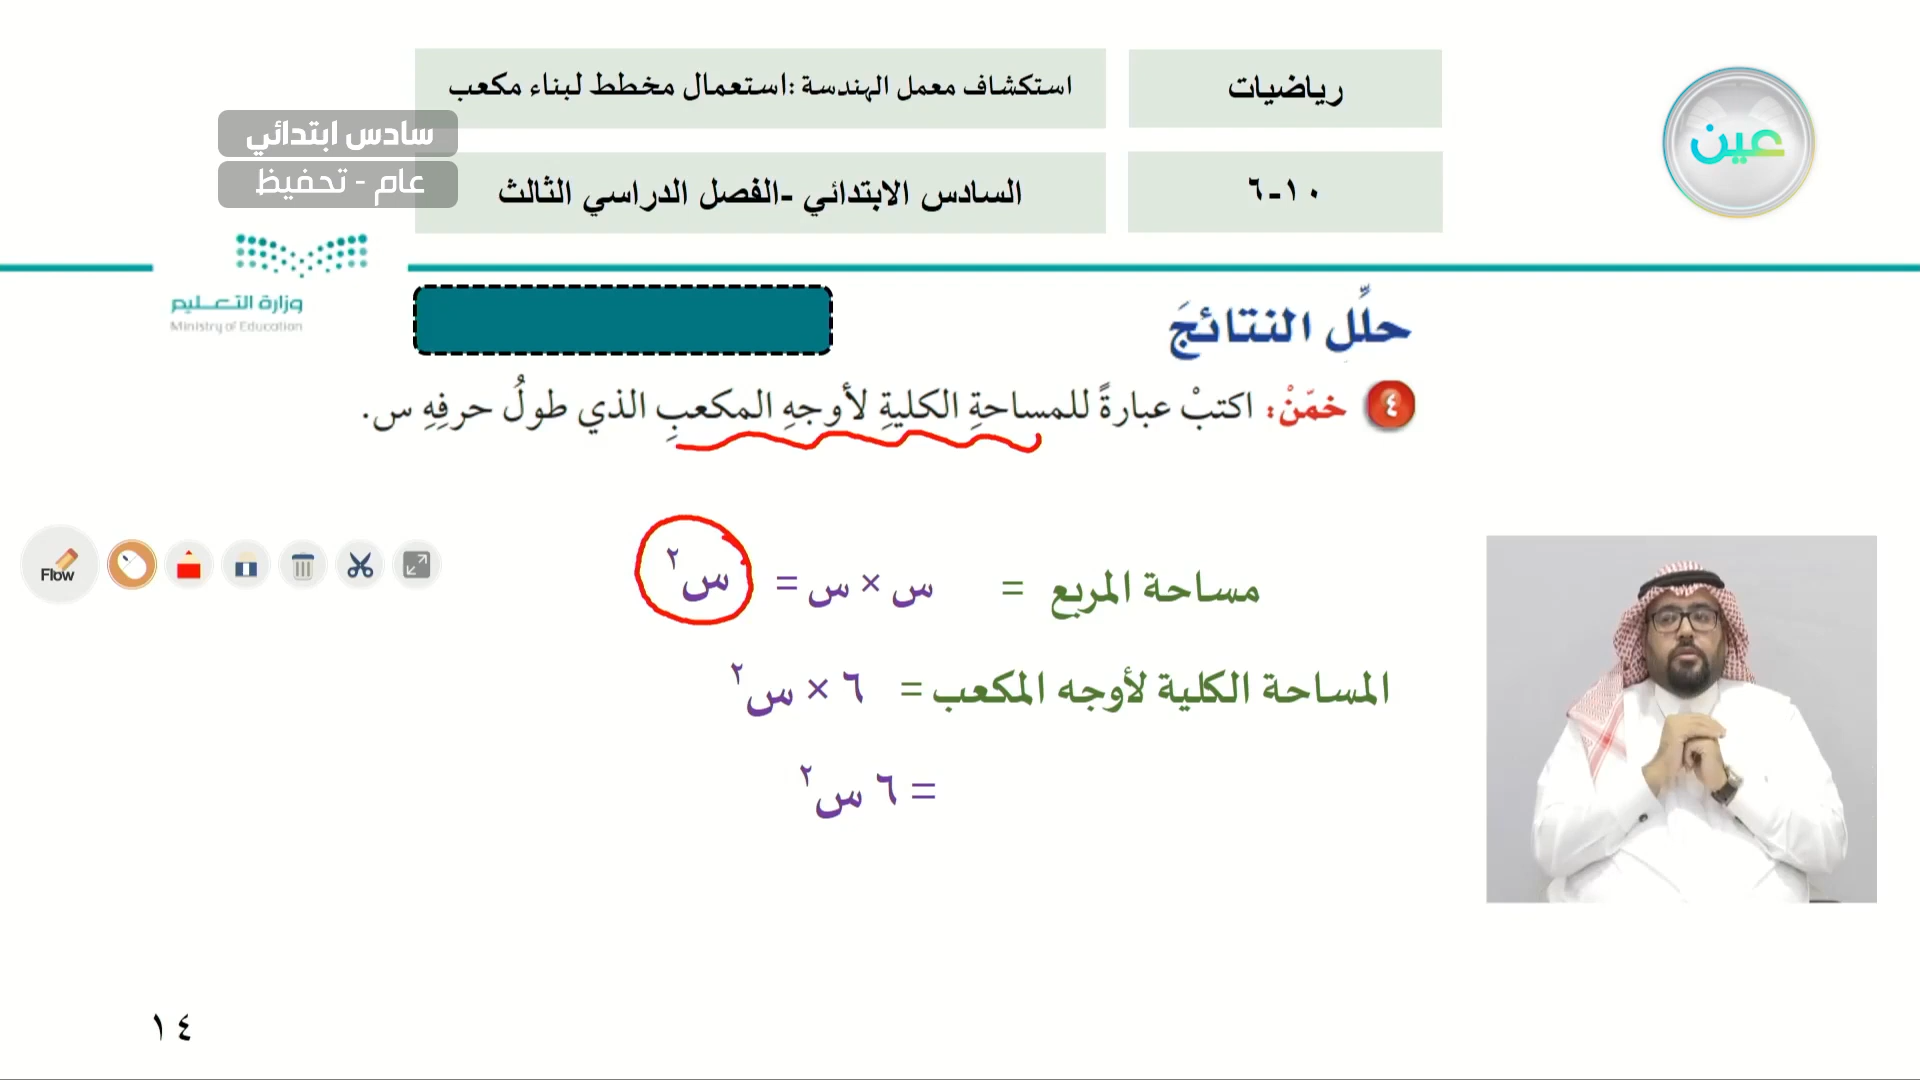 رياضيات
استكشاف معمل الهندسة :استعمال مخطط لبناء مكعب
سادس ابتدائي
عام - تحفيظ
١٠-٦
السادس الابتدائي -الفصل الدراسي الثالث
عين
وزارة التعليم
Ministry of Education
حلِّلِ النتائجَ
٤ خمّنْ: اكتبْ عبارةً للمساحةِ الكليةِ لأوجهِ المكعبِ الذي طولُ حرفِهِ س.
Flow
مساحة المربع = س × س = س٢
المساحة الكلية لأوجه المكعب = ٦ × س٢
= ٦ س٢
١٤